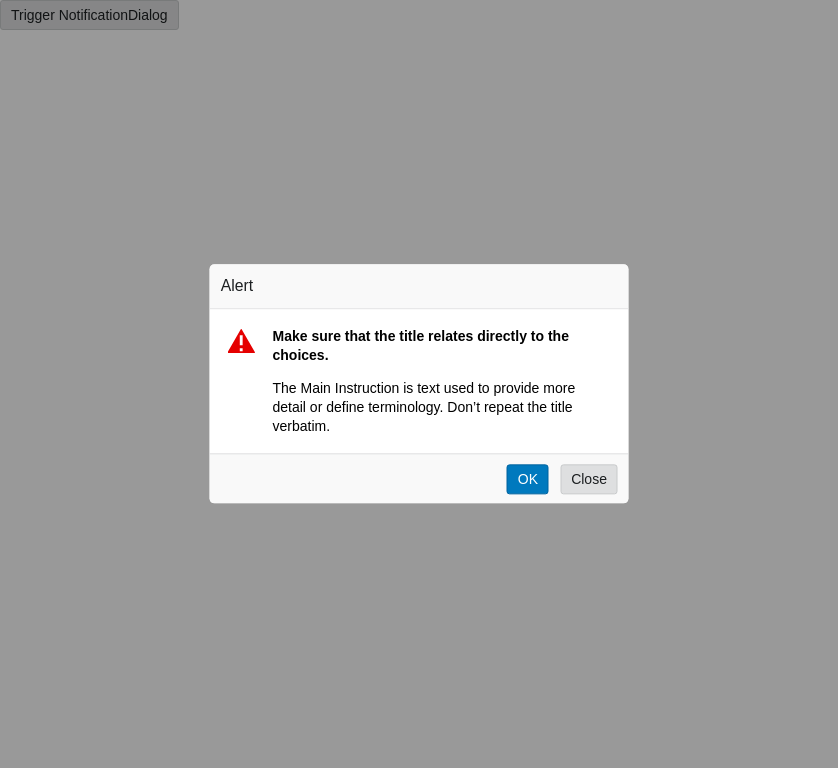 Trigger NotificationDialog
Alert
Make sure that the title relates directly to the
choices.
The Main Instruction is text used to provide more
detail or define terminology. Don’t repeat the title
verbatim.
OK
Close